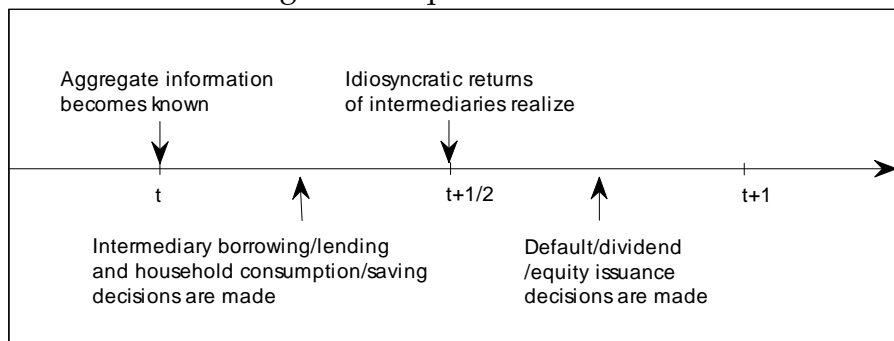 Aggregate information
becomes known
Idiosyncratic returns
of intermediaries realize
t
t+1/2
t+1
Intermediary borrowing/lending
and household consumption/saving
decisions are made
Default/dividend
/equity issuance
decisions are made